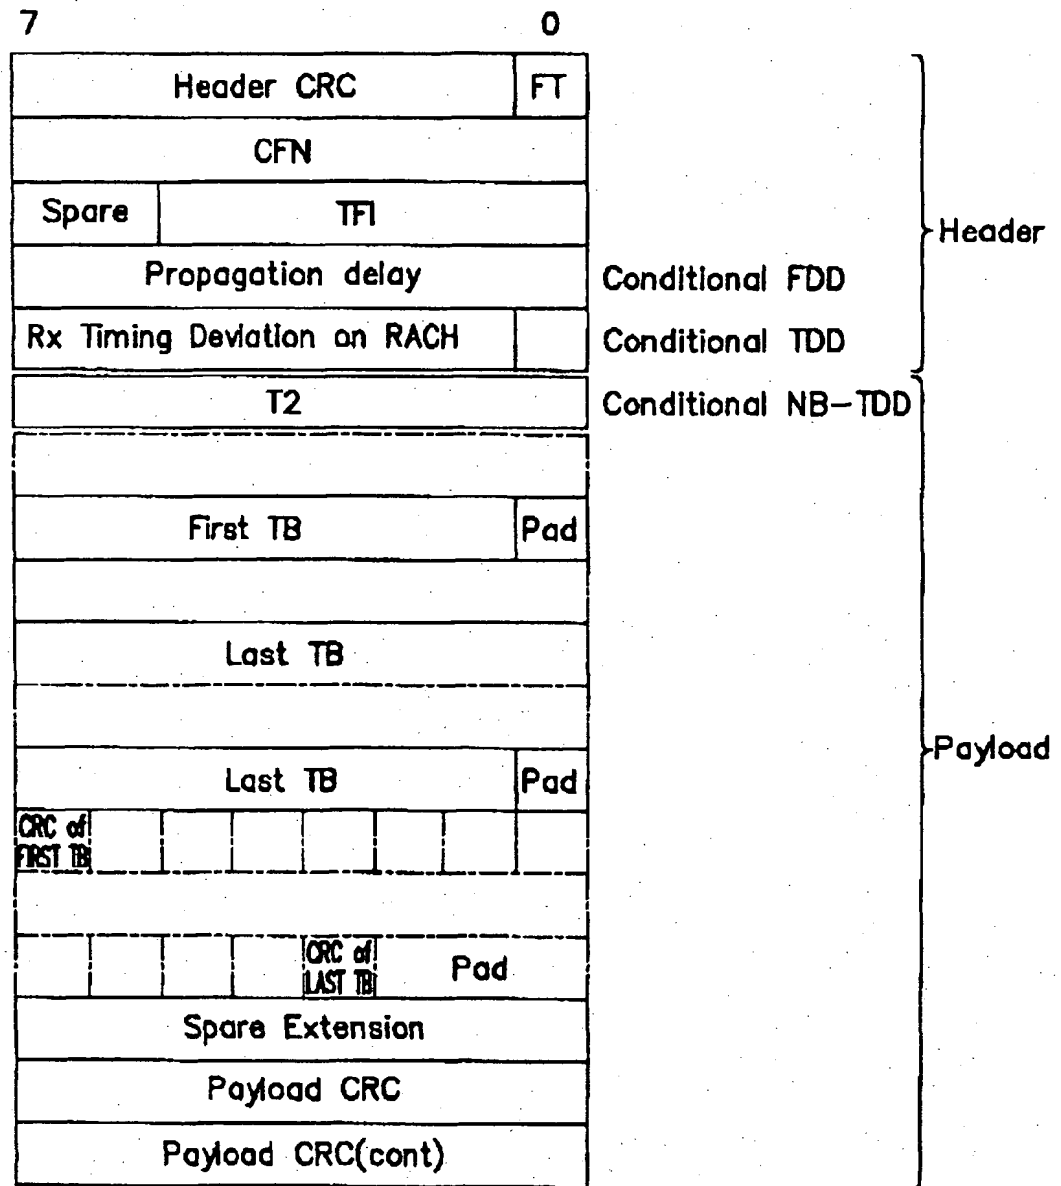 7 0
Header CRC FT
CFN
Spare TFI
Header
Propagation delay Conditional FDD
Rx Timing Deviation on RACH Conditional TDD
T2 Conditional NB-TDD
First TB Pad
Last TB
Payload
Last TB Pad
CRC of
FIRST TB
CRC of
LAST TB
Pad
Spare Extension
Payload CRC
Payload CRC(cont)